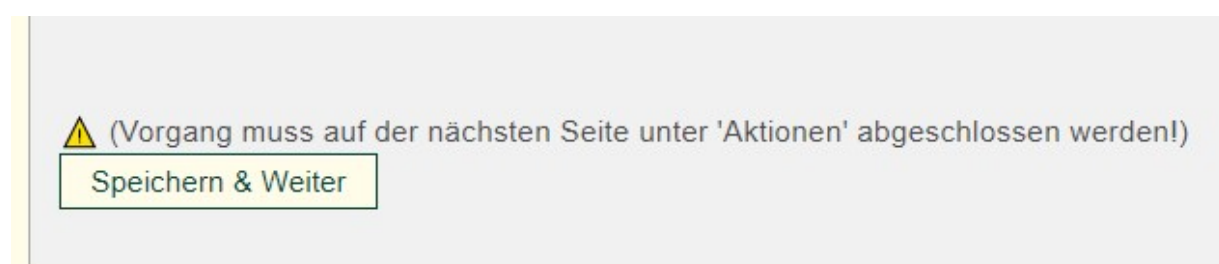 (Vorgang muss auf der nächsten Seite unter 'Aktionen' abgeschlossen werden!)
Speichern & Weiter